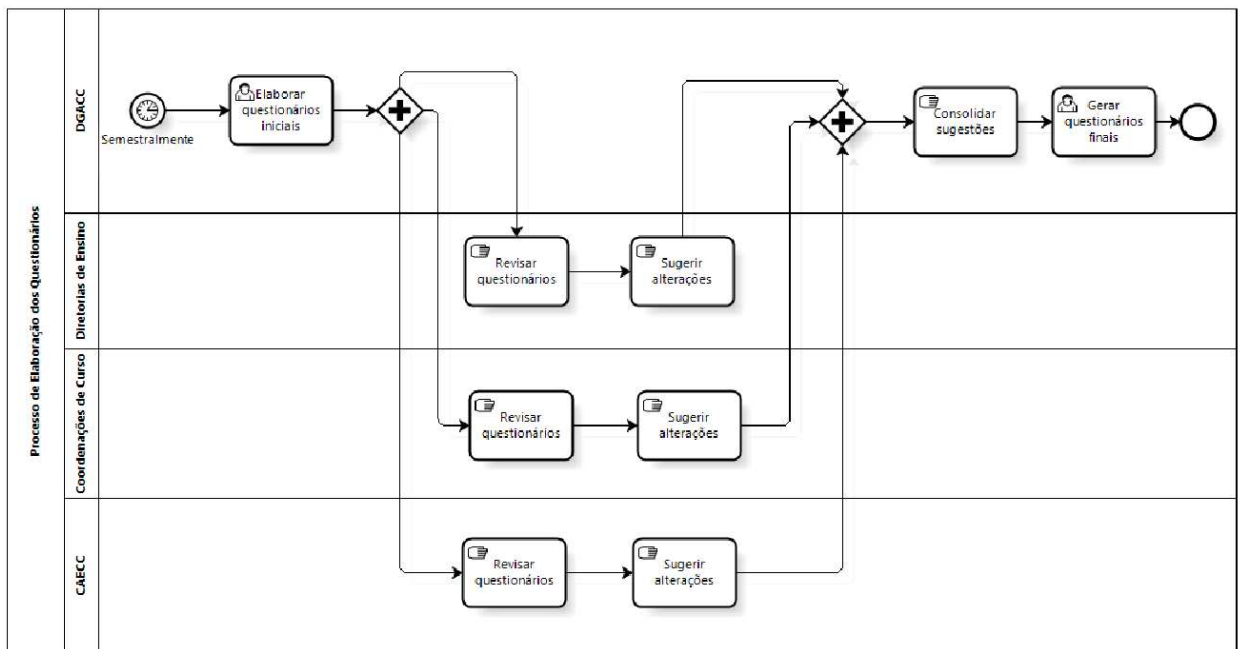 Processo de Elaboração dos Questionários
DGACC
Semestralmente
Elaborar
questionários
iniciais
Consolidar
sugestões
Gerar
questionários
finais
Diretorias de Ensino
Revisar
questionários
Sugerir
alterações
Coordenações de Curso
Revisar
questionários
Sugerir
alterações
CAECC
Revisar
questionários
Sugerir
alterações